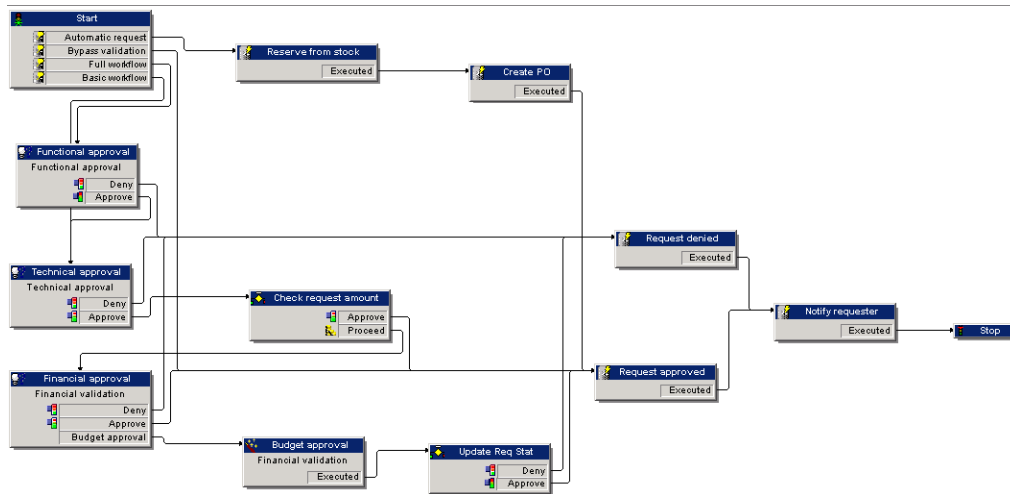 Start
Automatic request
Bypass validation
Full workflow
Basic workflow
Reserve from stock
Executed
Create PO
Executed
Functional approval
Functional approval
Deny
Approve
Request denied
Executed
Technical approval
Technical approval
Deny
Approve
Check request amount
Approve
Proceed
Notify requester
Executed
Stop
Financial approval
Financial validation
Deny
Approve
Budget approval
Request approved
Executed
Budget approval
Financial validation
Executed
Update Req Stat
Deny
Approve